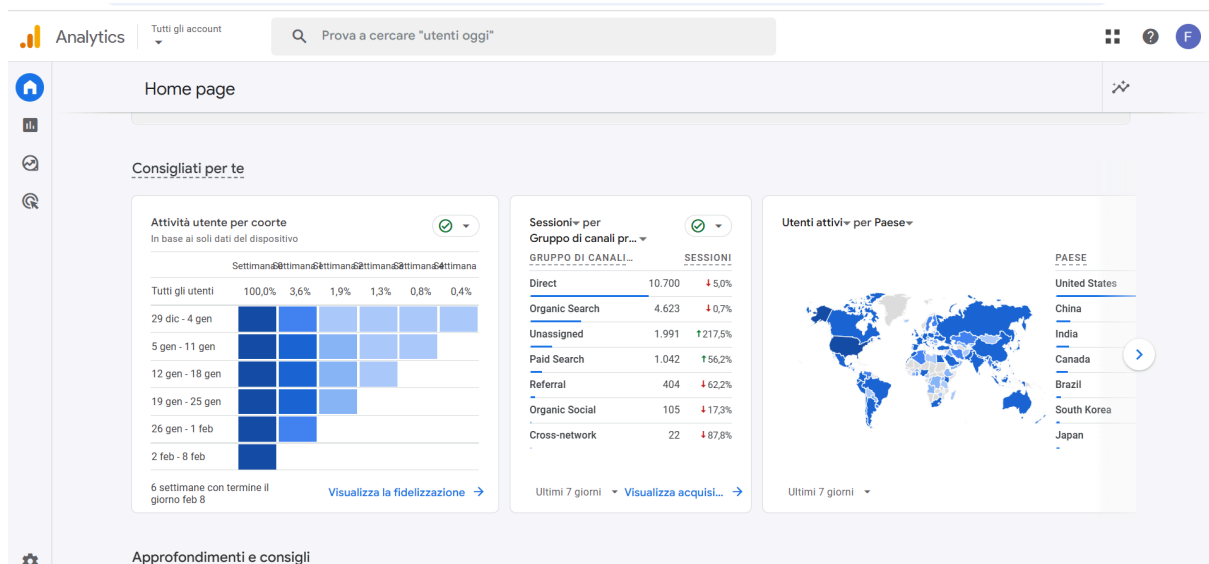 Analytics
Tutti gli account
Prova a cercare "utenti oggi"
F
Home page
Consigliati per te
Attività utente per coorte
In base ai soli dati del dispositivo
Tutti gli utenti 100,0% 3,6% 1,9% 1,3% 0,8% 0,4%
29 dic - 4 gen
5 gen - 11 gen
12 gen - 18 gen
19 gen - 25 gen
26 gen - 1 feb
2 feb - 8 feb
6 settimane con termine il
giorno feb 8
Visualizza la fidelizzazione
Sessioni per
Gruppo di canali pr...
GRUPPO DI CANALI... SESSIONI
Direct 10.700 5,0%
Organic Search 4.623 0,7%
Unassigned 1.991 217,5%
Paid Search 1.042 56,2%
Referral 404 62,2%
Organic Social 105 17,3%
Cross-network 22 87,8%
Ultimi 7 giorni Visualizza acquisi...
Utenti attivi per Paese
PAESE
United States
China
India
Canada
Brazil
South Korea
Japan
Ultimi 7 giorni
Approfondimenti e consigli